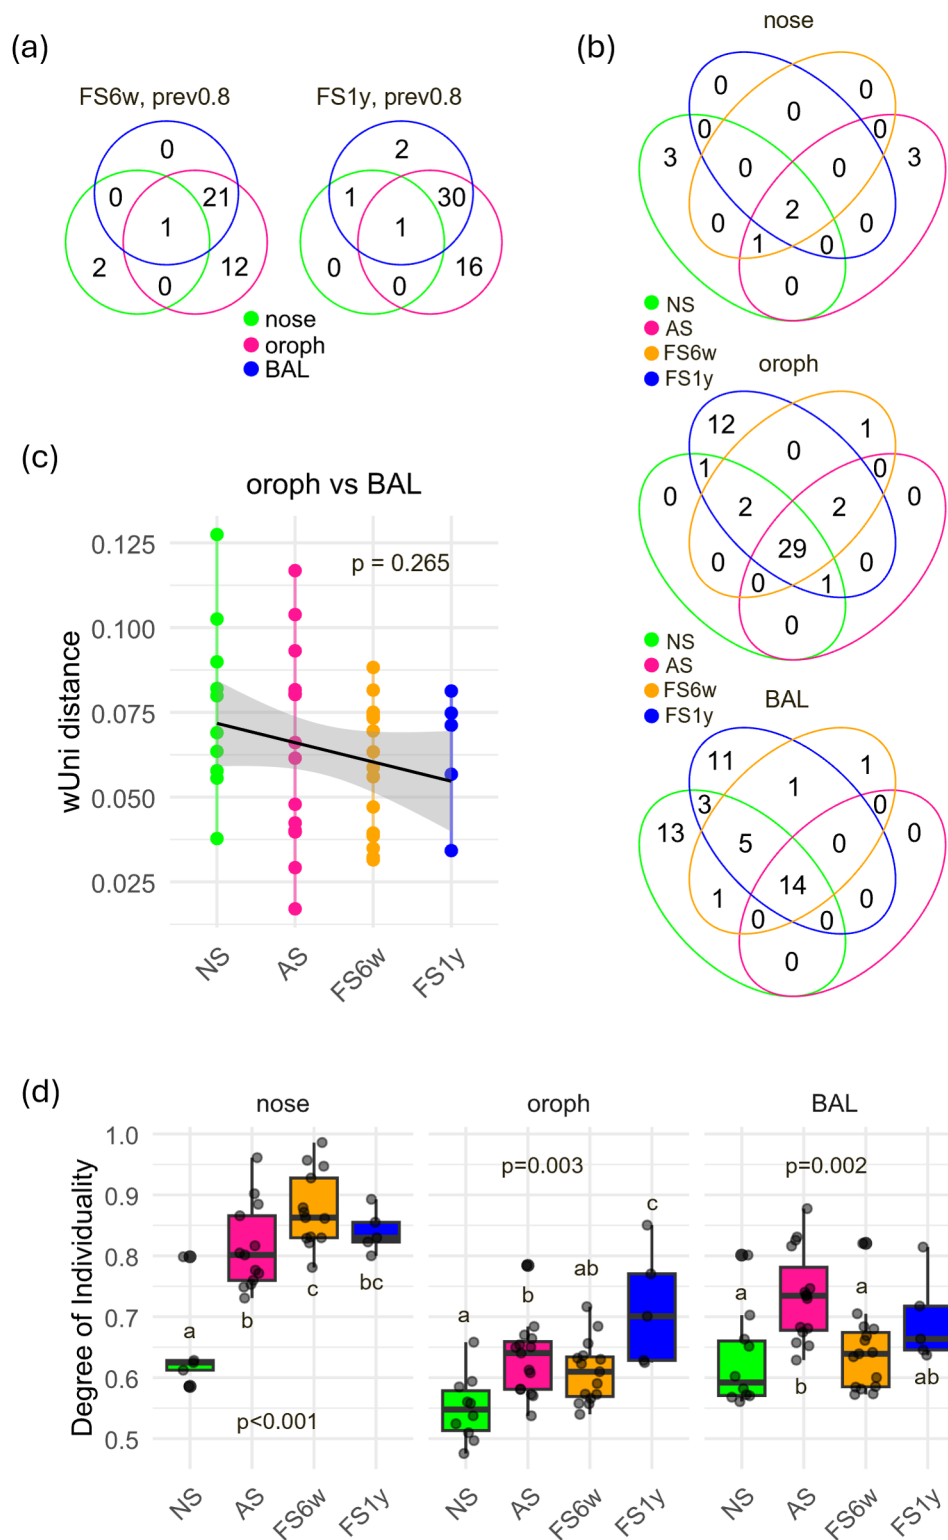 (a)
FS6w, prev0.8
FS1y, prev0.8
0
0
21
1
2
12
0
2
1
30
1
0
16
0
nose
oroph
BAL
(b)
nose
0
0
0
0
0
3
3
0
0
2
0
0
1
0
0
NS
AS
FS6w
FS1y
oroph
12
1
0
1
0
0
0
2
2
29
0
0
0
1
0
NS
AS
FS6w
FS1y
BAL
11
1
1
3
0
13
0
5
0
14
1
0
0
0
0
(c)
oroph vs BAL
p = 0.265
wUni distance
0.125
0.100
0.075
0.050
0.025
NS
AS
FS6w
FS1y
(d)
Degree of Individuality
1.0
0.9
0.8
0.7
0.6
0.5
nose
a
b
c
bc
p<0.001
NS
AS
FS6w
FS1y
oroph
p=0.003
a
b
ab
c
NS
AS
FS6w
FS1y
BAL
p=0.002
a
b
a
ab
NS
AS
FS6w
FS1y